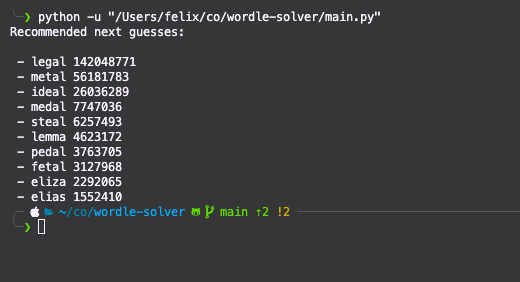 ❯ python -u "/Users/felix/co/wordle-solver/main.py"
Recommended next guesses:
- legal 142048771
- metal 56181783
- ideal 26036289
- medal 7747036
- steal 6257493
- lemma 4623172
- pedal 3763705
- fetal 3127968
- eliza 2292065
- elias 1552410
~/co/wordle-solver main ↑2 !2
❯